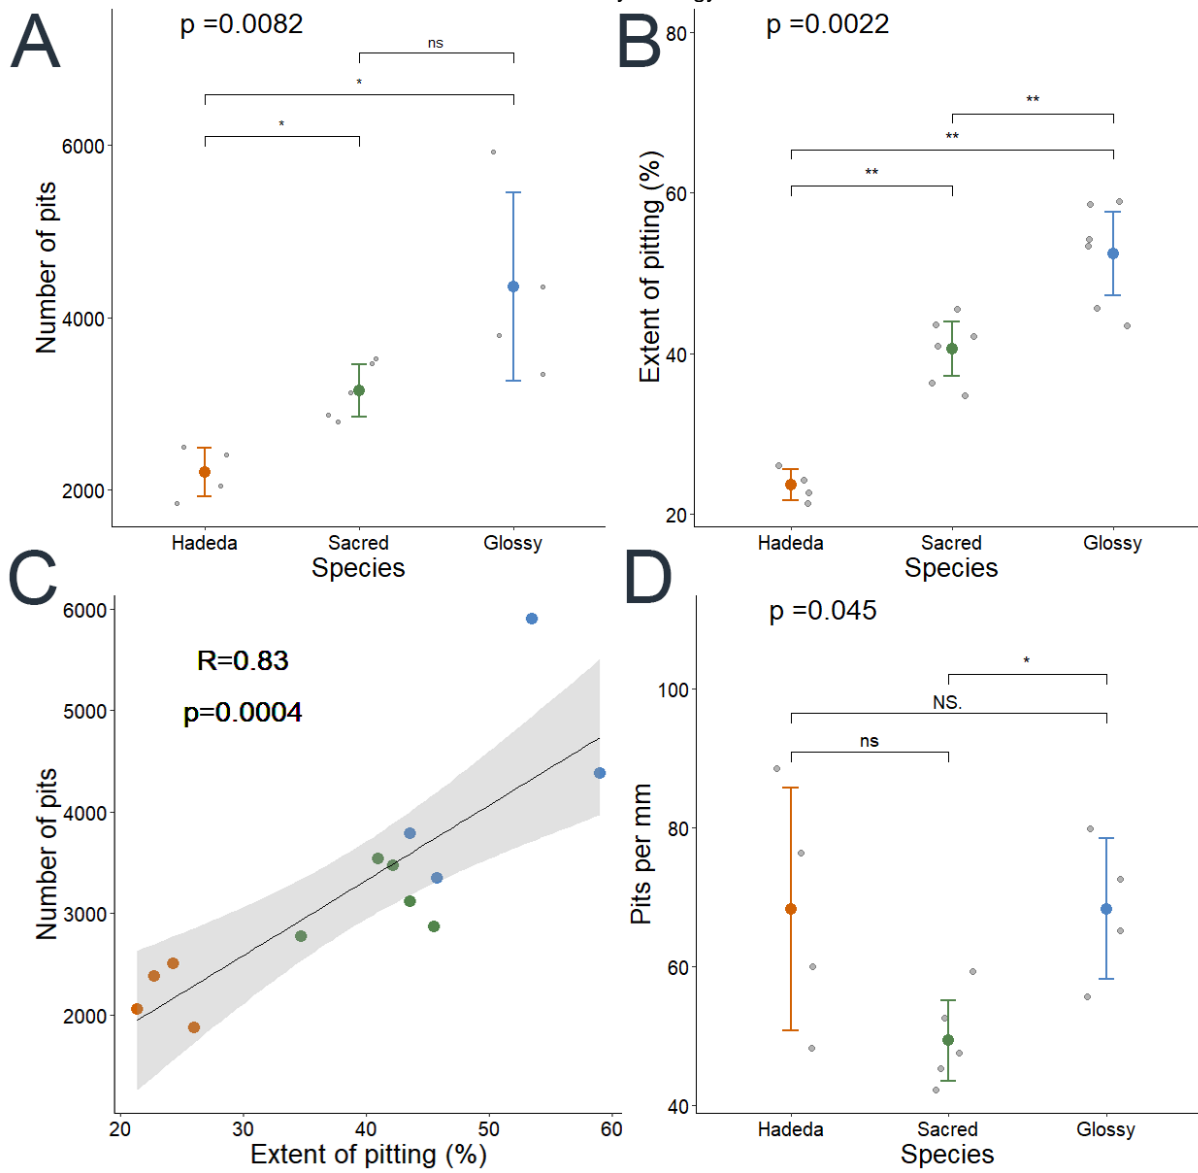 A
p =0.0082
ns
*
*
6000
4000
2000
Number of pits
Hadeda Sacred Glossy
Species
B
p =0.0022
**
**
**
80
60
40
20
Extent of pitting (%)
Hadeda Sacred Glossy
Species
C
R=0.83
p=0.0004
6000
5000
4000
3000
2000
Number of pits
20 30 40 50 60
Extent of pitting (%)
D
p =0.045
*
NS.
ns
100
80
60
40
Pits per mm
Hadeda Sacred Glossy
Species